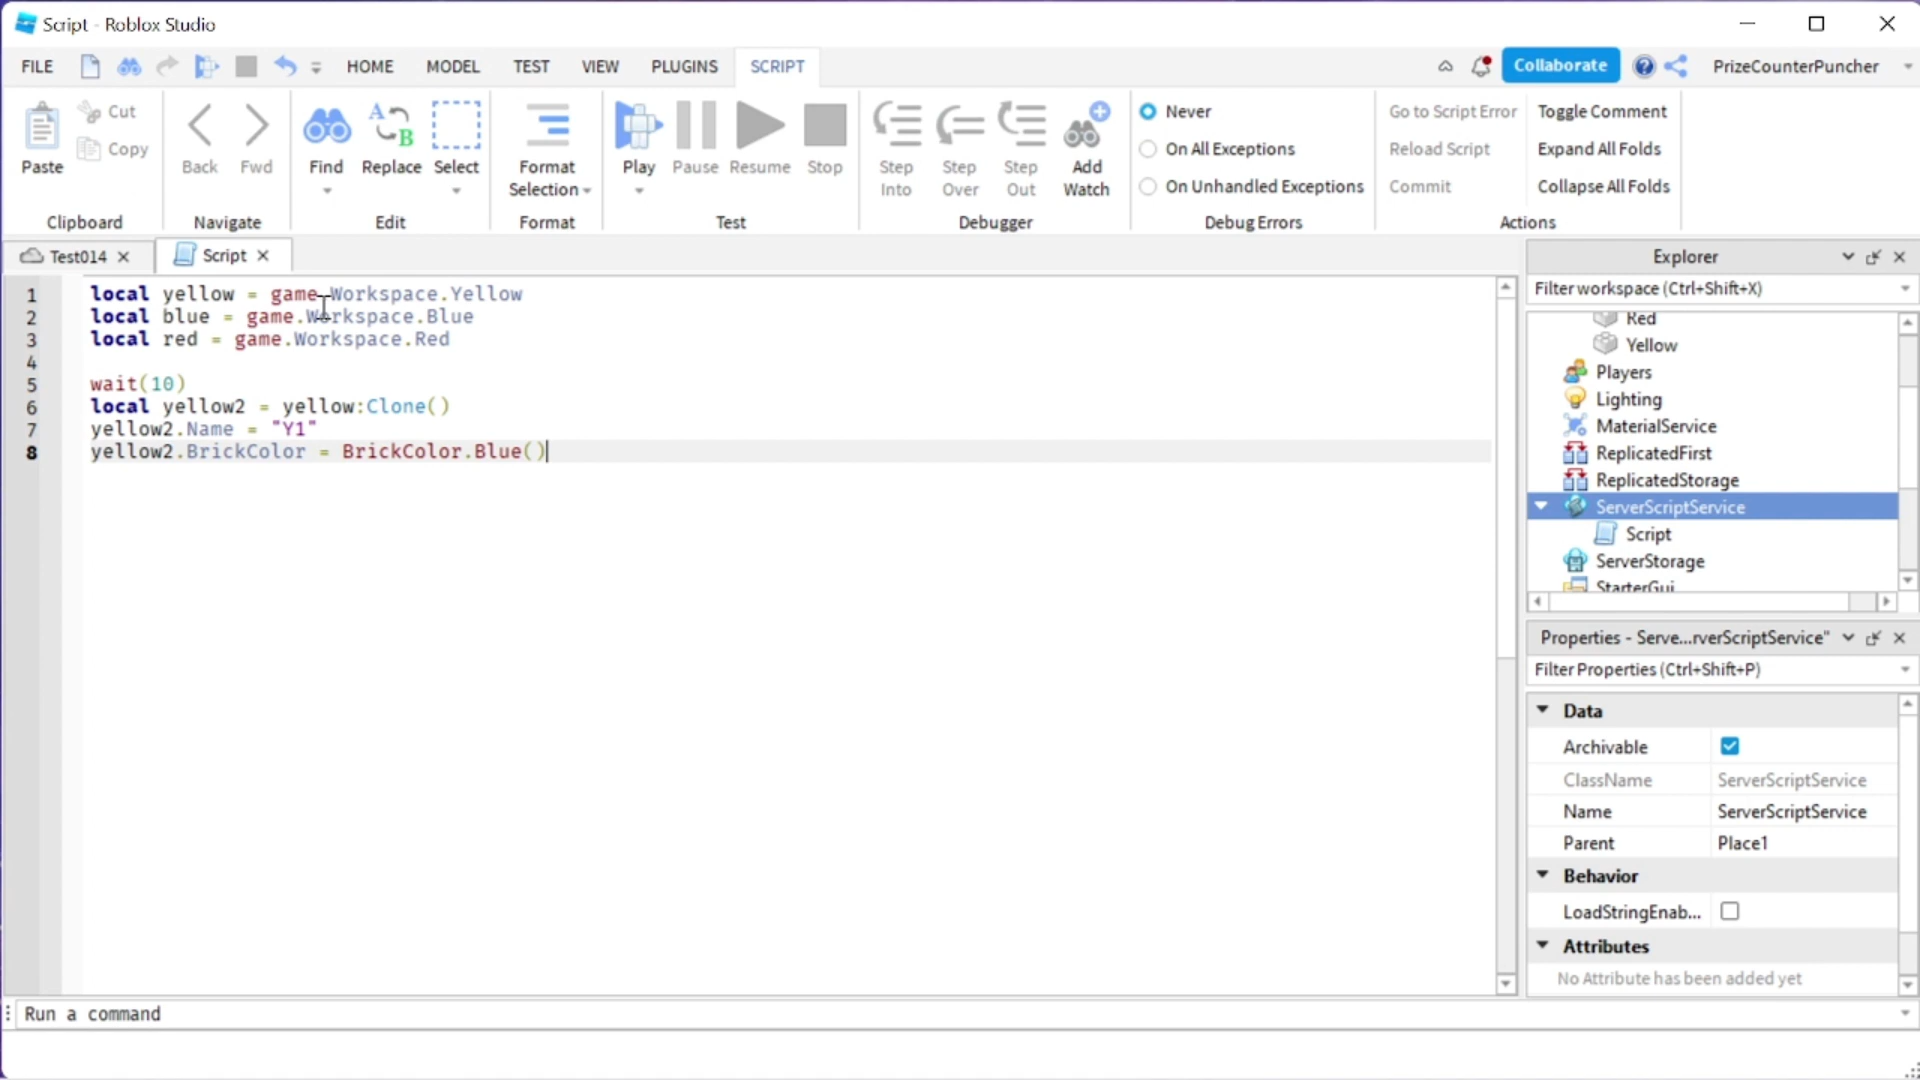 Script - Roblox Studio
FILE HOME MODEL TEST VIEW PLUGINS SCRIPT Collaborate PrizeCounterPuncher
Paste Cut Copy Clipboard
Back Fwd Navigate
Find Replace Select Edit
Format Selection Format
Play Pause Resume Stop Test
Step Into Step Over Step Out Add Watch Debugger
Never
On All Exceptions
On Unhandled Exceptions
Debug Errors
Go to Script Error Toggle Comment
Reload Script Expand All Folds
Commit Collapse All Folds
Actions
Test014 Script
1 local yellow = game.Workspace.Yellow
2 local blue = game.Workspace.Blue
3 local red = game.Workspace.Red
4
5 wait(10)
6 local yellow2 = yellow:Clone()
7 yellow2.Name = "Y1"
8 yellow2.BrickColor = BrickColor.Blue()
Explorer
Filter workspace (Ctrl+Shift+X)
Red
Yellow
Players
Lighting
MaterialService
ReplicatedFirst
ReplicatedStorage
ServerScriptService
Script
ServerStorage
StarterGui
Properties - Serve...rverScriptService"
Filter Properties (Ctrl+Shift+P)
Data
Archivable
ClassName ServerScriptService
Name ServerScriptService
Parent Place1
Behavior
LoadStringEnab...
Attributes
No Attribute has been added yet
Run a command